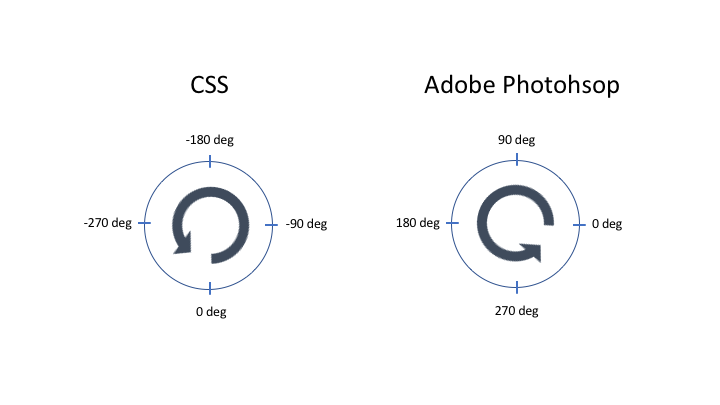 CSS
-180 deg
-270 deg
-90 deg
0 deg
Adobe Photohsop
90 deg
180 deg
0 deg
270 deg